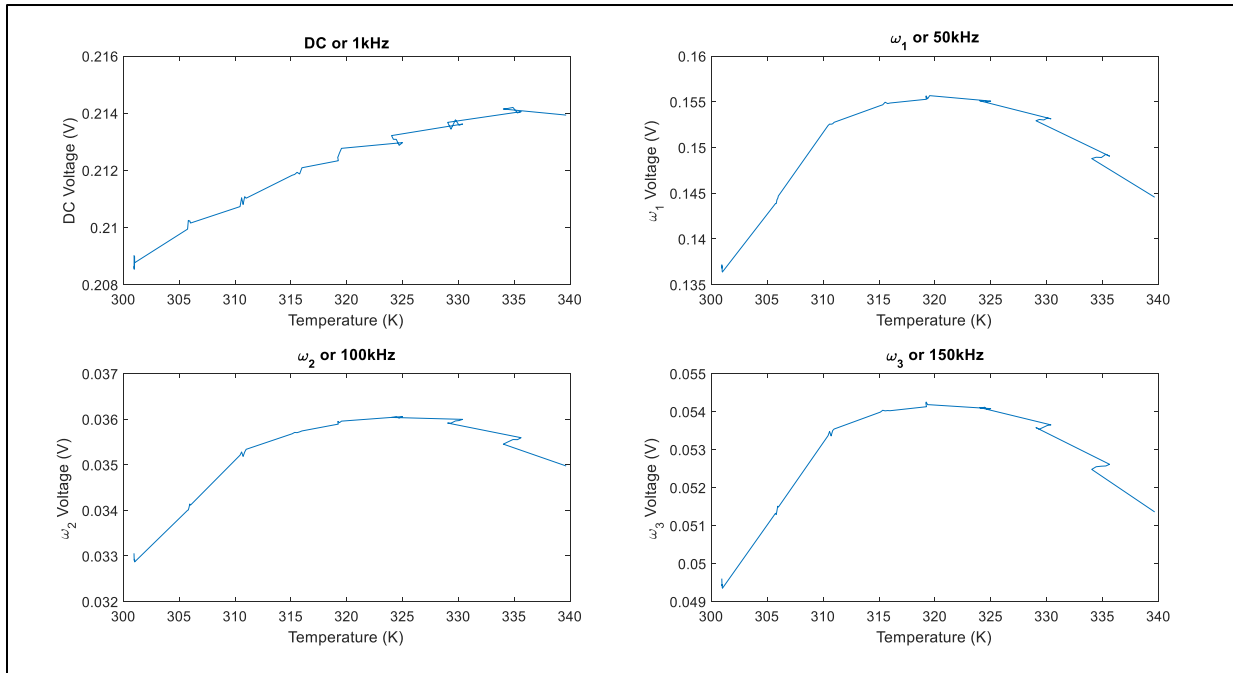 DC or 1kHz
0.216
0.214
0.212
0.21
0.208
DC Voltage (V)
300 305 310 315 320 325 330 335 340
Temperature (K)
ω1 or 50kHz
0.16
0.155
0.15
0.145
0.14
0.135
ω1 Voltage (V)
300 305 310 315 320 325 330 335 340
Temperature (K)
ω2 or 100kHz
0.037
0.036
0.035
0.034
0.033
0.032
ω2 Voltage (V)
300 305 310 315 320 325 330 335 340
Temperature (K)
ω3 or 150kHz
0.055
0.054
0.053
0.052
0.051
0.05
0.049
ω3 Voltage (V)
300 305 310 315 320 325 330 335 340
Temperature (K)